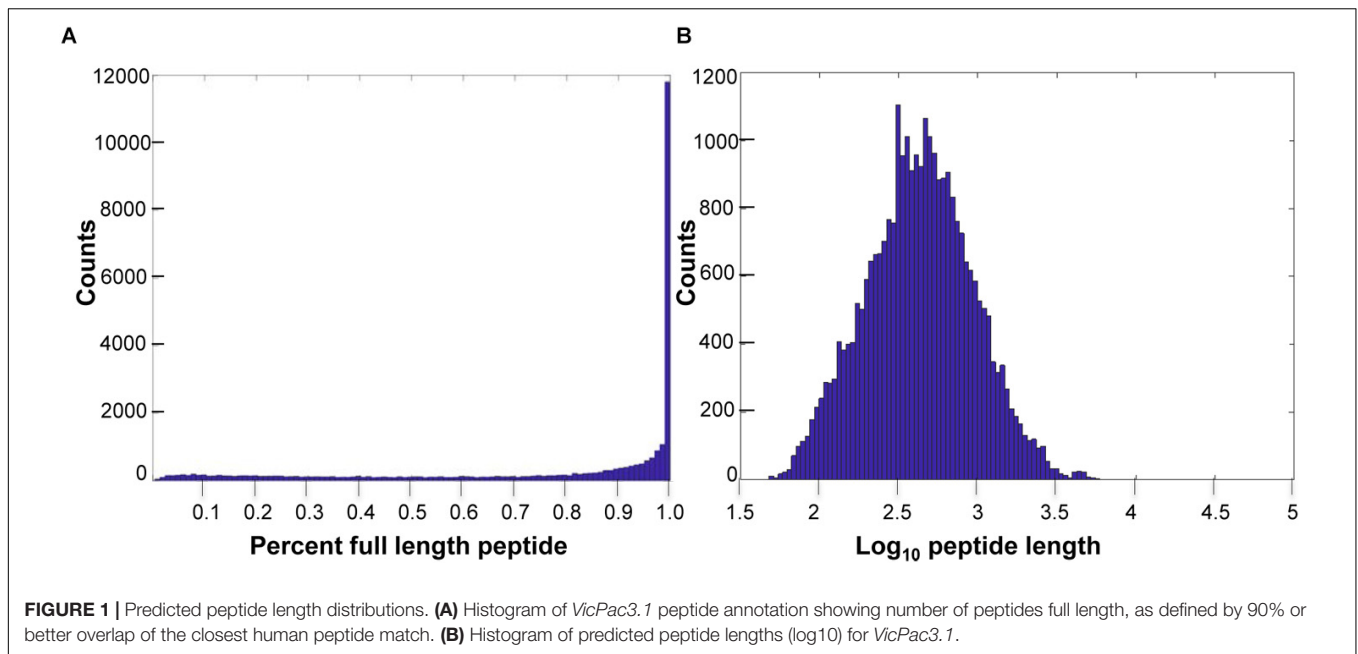 A
B
12000
10000
8000
6000
4000
2000
0
Counts
0.1 0.2 0.3 0.4 0.5 0.6 0.7 0.8 0.9 1.0
Percent full length peptide
1200
1000
800
600
400
200
0
Counts
1.5 2 2.5 3 3.5 4 4.5 5
Log10 peptide length
FIGURE 1 | Predicted peptide length distributions. (A) Histogram of VicPac3.1 peptide annotation showing number of peptides full length, as defined by 90% or
better overlap of the closest human peptide match. (B) Histogram of predicted peptide lengths (log10) for VicPac3.1.